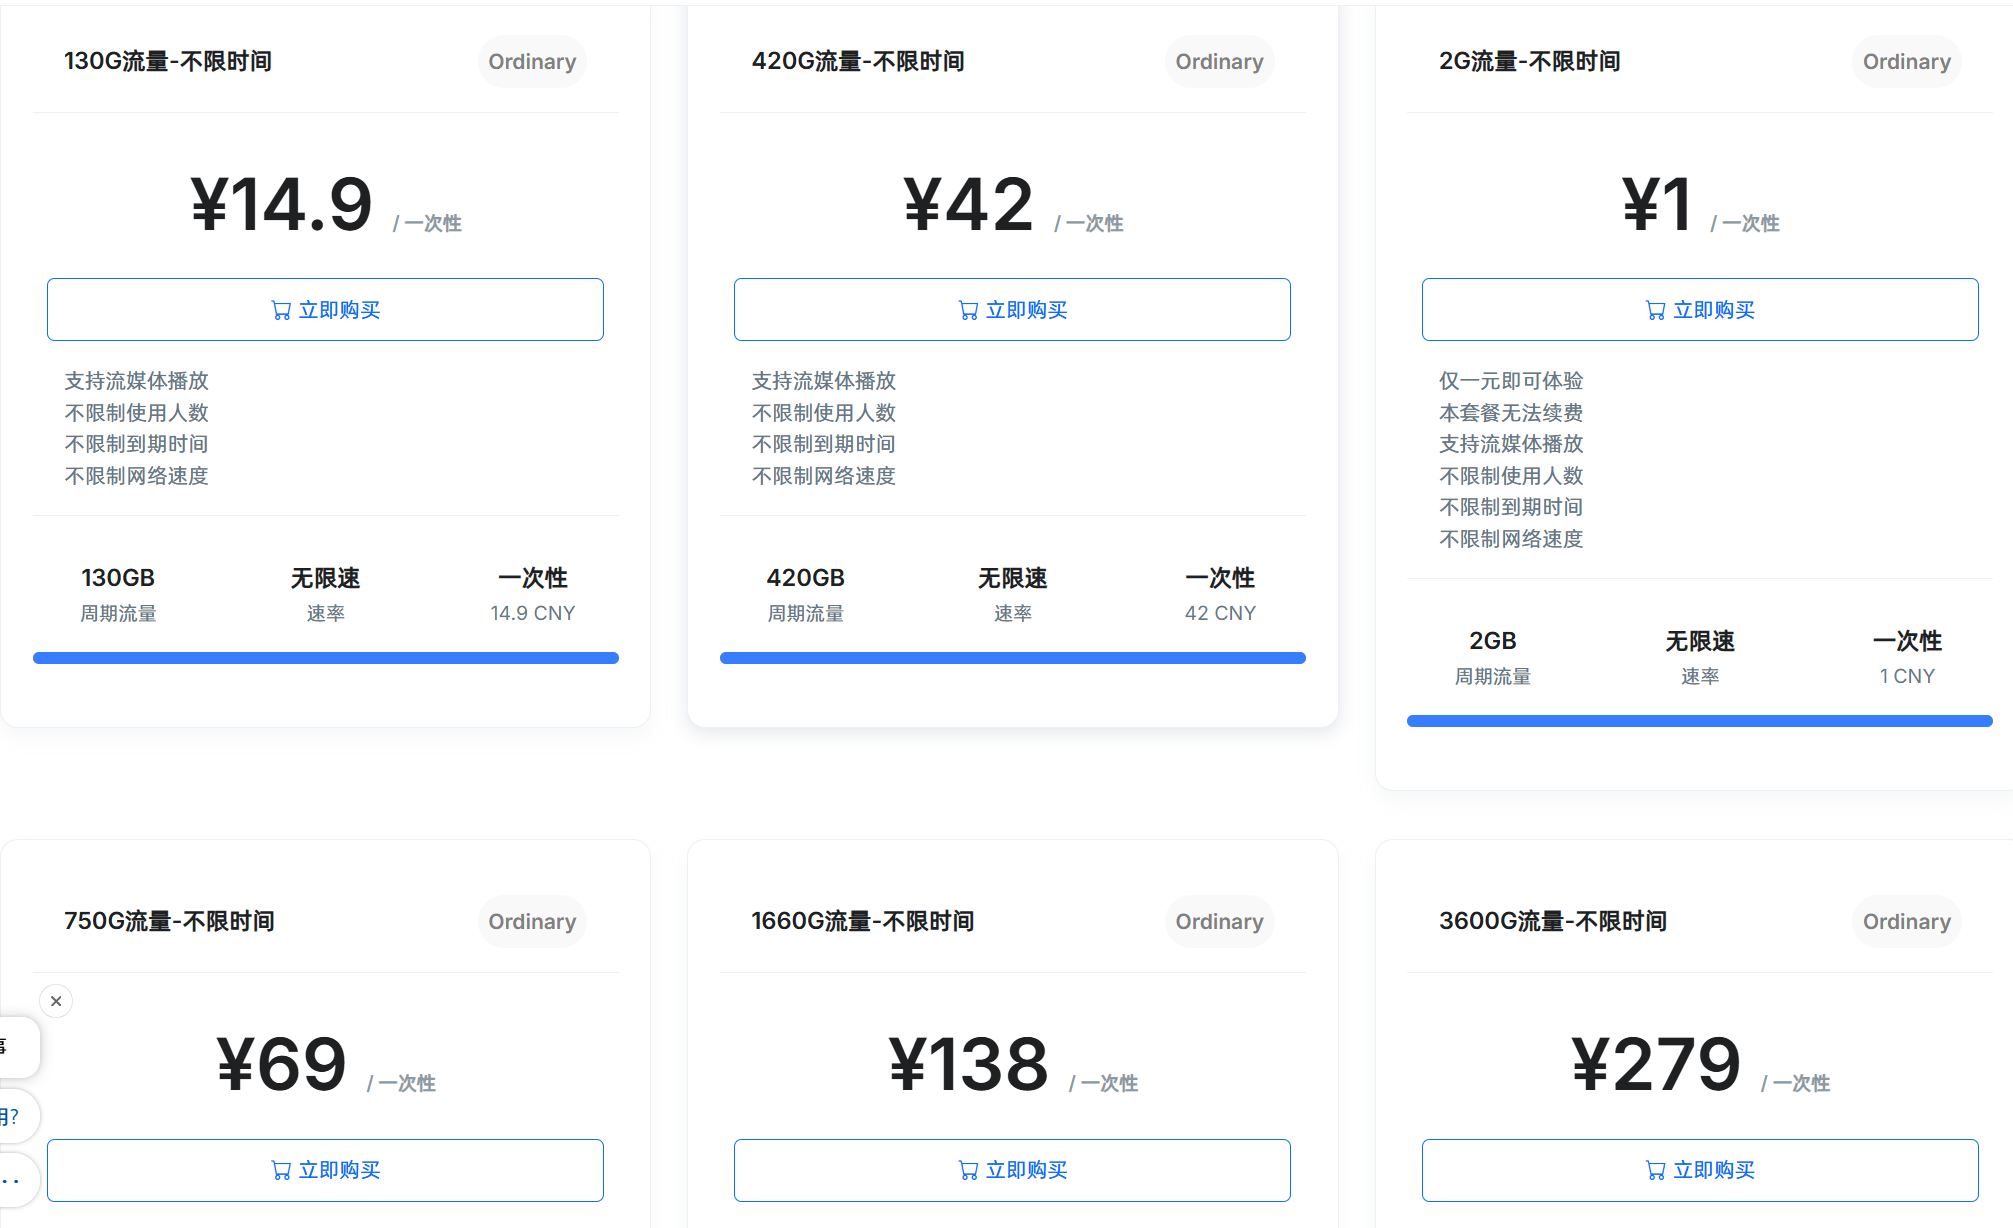 130G流量-不限时间
Ordinary
¥14.9 / 一次性
立即购买
支持流媒体播放
不限制使用人数
不限制到期时间
不限制网络速度
130GB 无限速 一次性
周期流量 速率 14.9 CNY
420G流量-不限时间
Ordinary
¥42 / 一次性
立即购买
支持流媒体播放
不限制使用人数
不限制到期时间
不限制网络速度
420GB 无限速 一次性
周期流量 速率 42 CNY
2G流量-不限时间
Ordinary
¥1 / 一次性
立即购买
仅一元即可体验
本套餐无法续费
支持流媒体播放
不限制使用人数
不限制到期时间
不限制网络速度
2GB 无限速 一次性
周期流量 速率 1 CNY
750G流量-不限时间
Ordinary
¥69 / 一次性
立即购买
1660G流量-不限时间
Ordinary
¥138 / 一次性
立即购买
3600G流量-不限时间
Ordinary
¥279 / 一次性
立即购买
用?